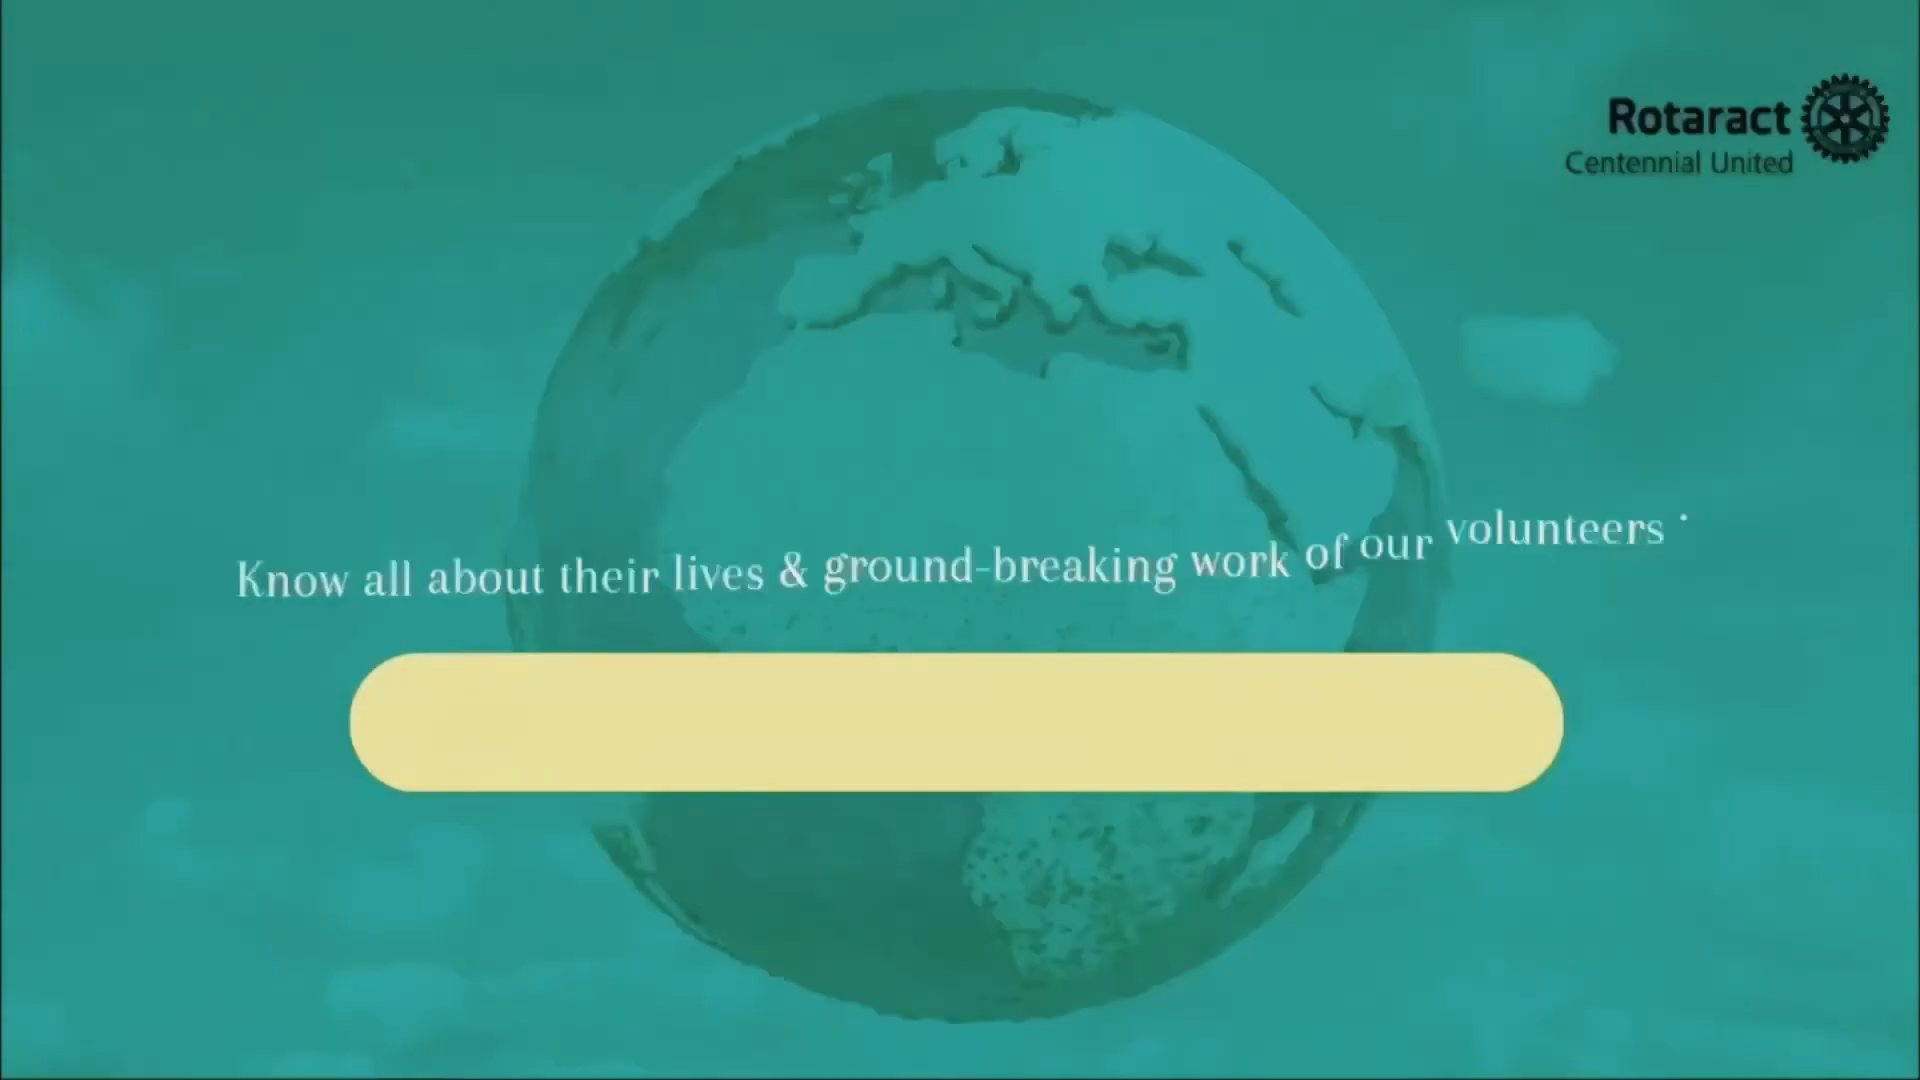 Rotaract
Centennial United
Know all about their lives & ground-breaking work of our volunteers .